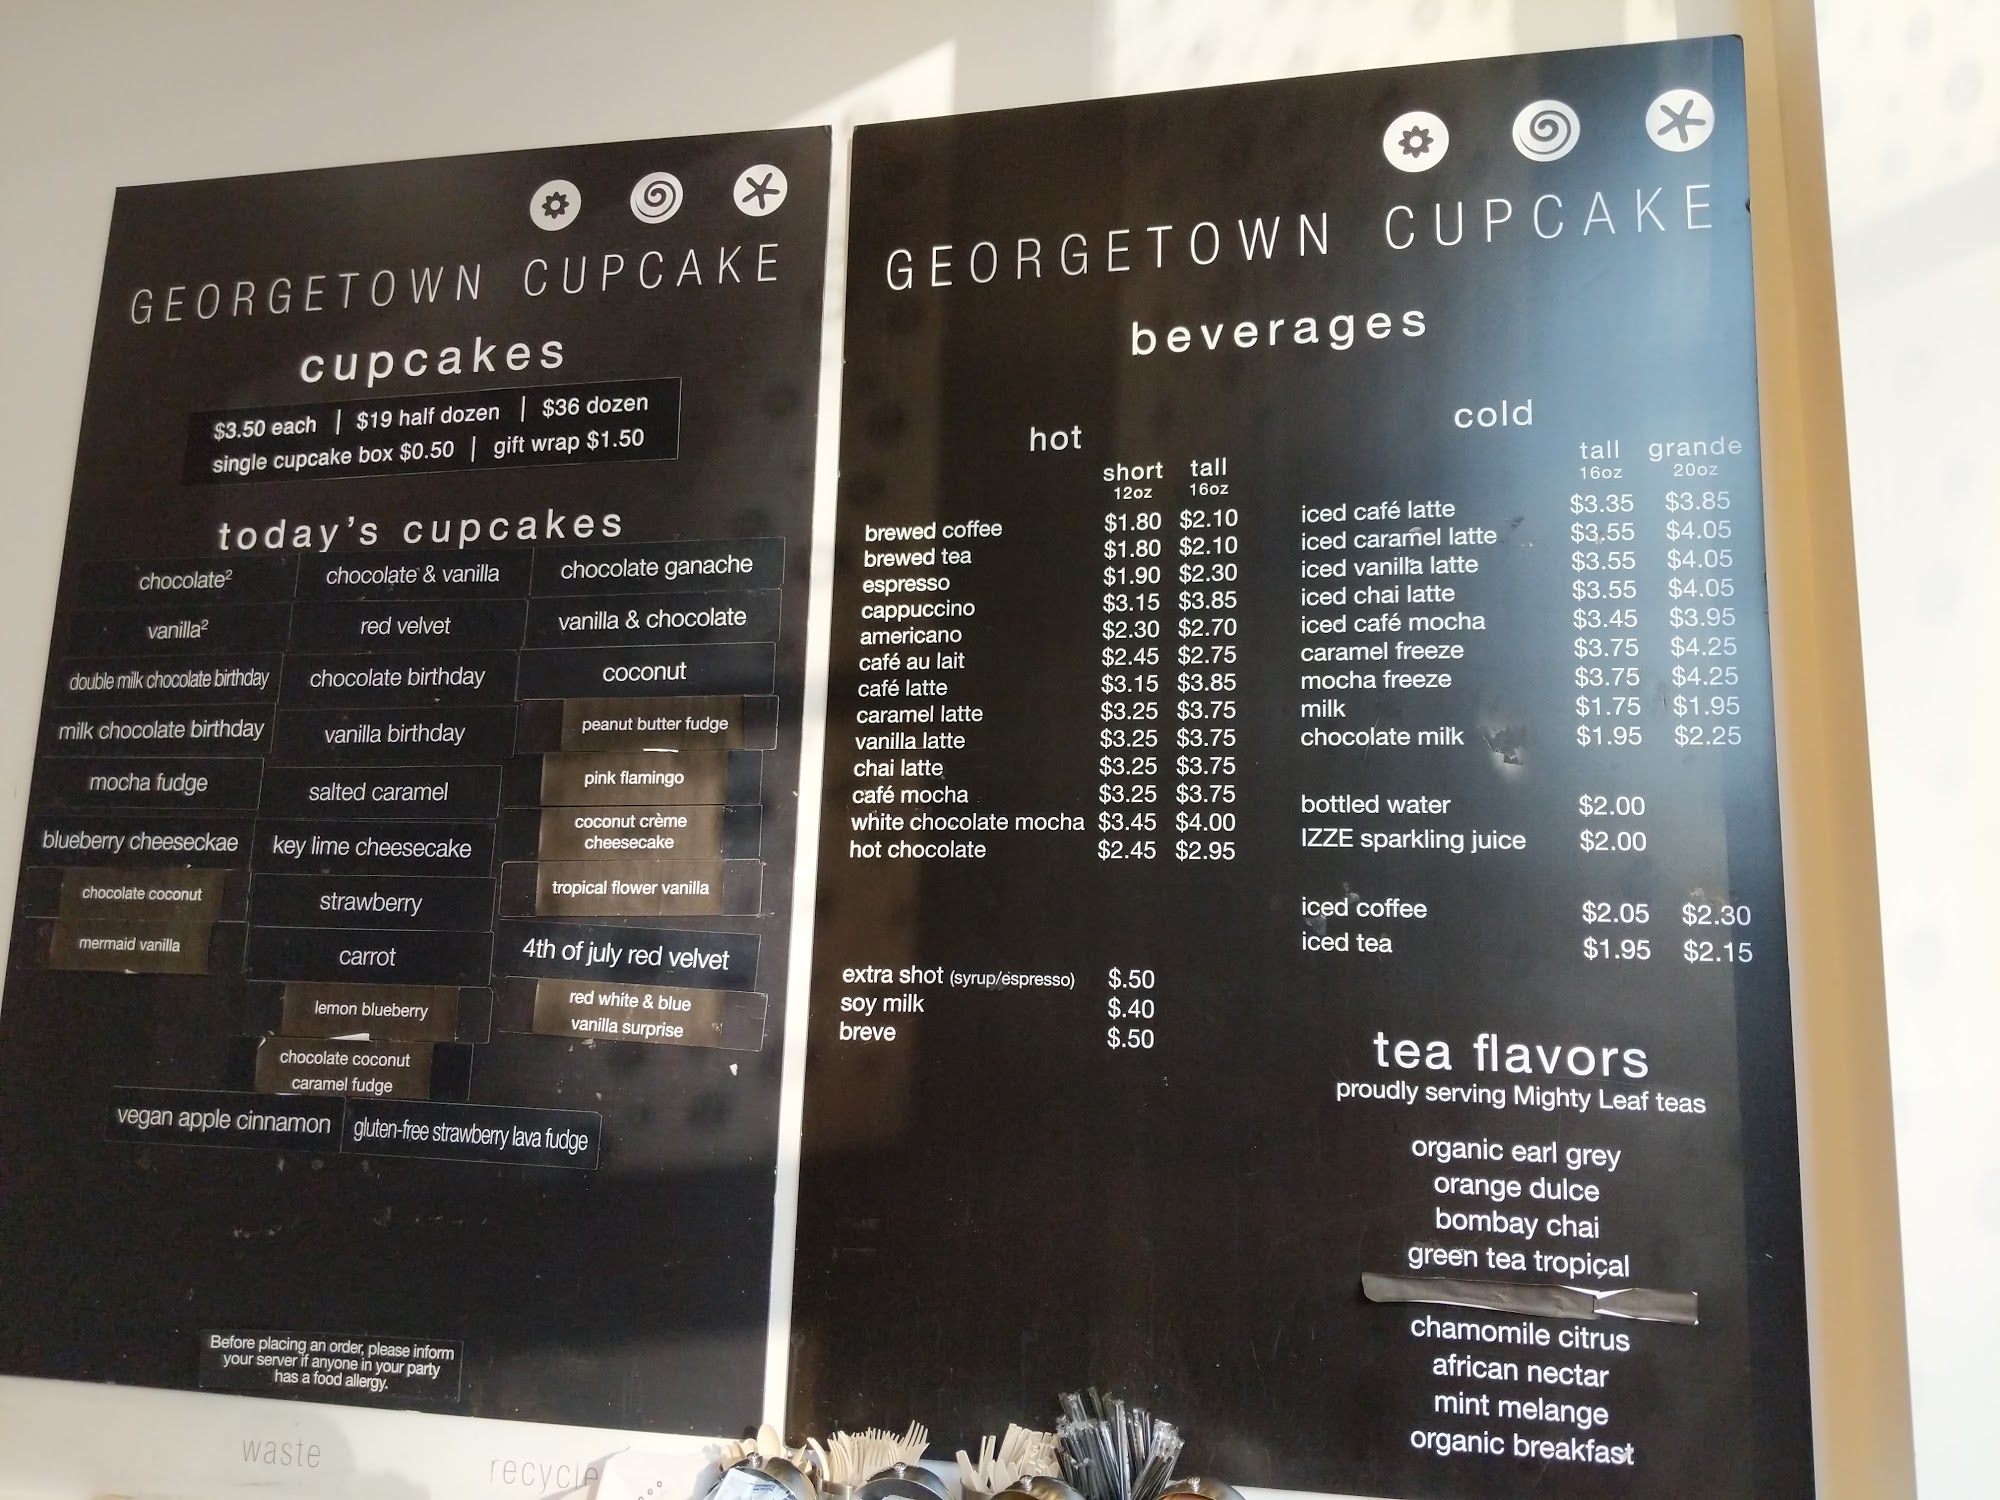 GEORGETOWN CUPCAKE
cupcakes
$3.50 each | $19 half dozen | $36 dozen
single cupcake box $0.50 | gift wrap $1.50
today's cupcakes
chocolate² chocolate & vanilla chocolate ganache
vanilla² red velvet vanilla & chocolate
double milk chocolate birthday chocolate birthday coconut
milk chocolate birthday vanilla birthday peanut butter fudge
mocha fudge salted caramel pink flamingo
blueberry cheeseckae key lime cheesecake coconut crème
cheesecake
chocolate coconut strawberry tropical flower vanilla
mermaid vanilla carrot 4th of july red velvet
lemon blueberry red white & blue
vanilla surprise
chocolate coconut
caramel fudge
vegan apple cinnamon gluten-free strawberry lava fudge
Before placing an order, please inform
your server if anyone in your party
has a food allergy.
GEORGETOWN CUPCAKE
beverages
hot
short tall
12oz 16oz
brewed coffee $1.80 $2.10
brewed tea $1.80 $2.10
espresso $1.90 $2.30
cappuccino $3.15 $3.85
americano $2.30 $2.70
café au lait $2.45 $2.75
café latte $3.15 $3.85
caramel latte $3.25 $3.75
vanilla latte $3.25 $3.75
chai latte $3.25 $3.75
café mocha $3.25 $3.75
white chocolate mocha $3.45 $4.00
hot chocolate $2.45 $2.95
extra shot (syrup/espresso) $.50
soy milk $.40
breve $.50
cold
tall grande
16oz 20oz
iced café latte $3.35 $3.85
iced caramel latte $3.55 $4.05
iced vanilla latte $3.55 $4.05
iced chai latte $3.55 $4.05
iced café mocha $3.45 $3.95
caramel freeze $3.75 $4.25
mocha freeze $3.75 $4.25
milk $1.75 $1.95
chocolate milk $1.95 $2.25
bottled water $2.00
IZZE sparkling juice $2.00
iced coffee $2.05 $2.30
iced tea $1.95 $2.15
tea flavors
proudly serving Mighty Leaf teas
organic earl grey
orange dulce
bombay chai
green tea tropical
chamomile citrus
african nectar
mint melange
organic breakfast
waste
recycle